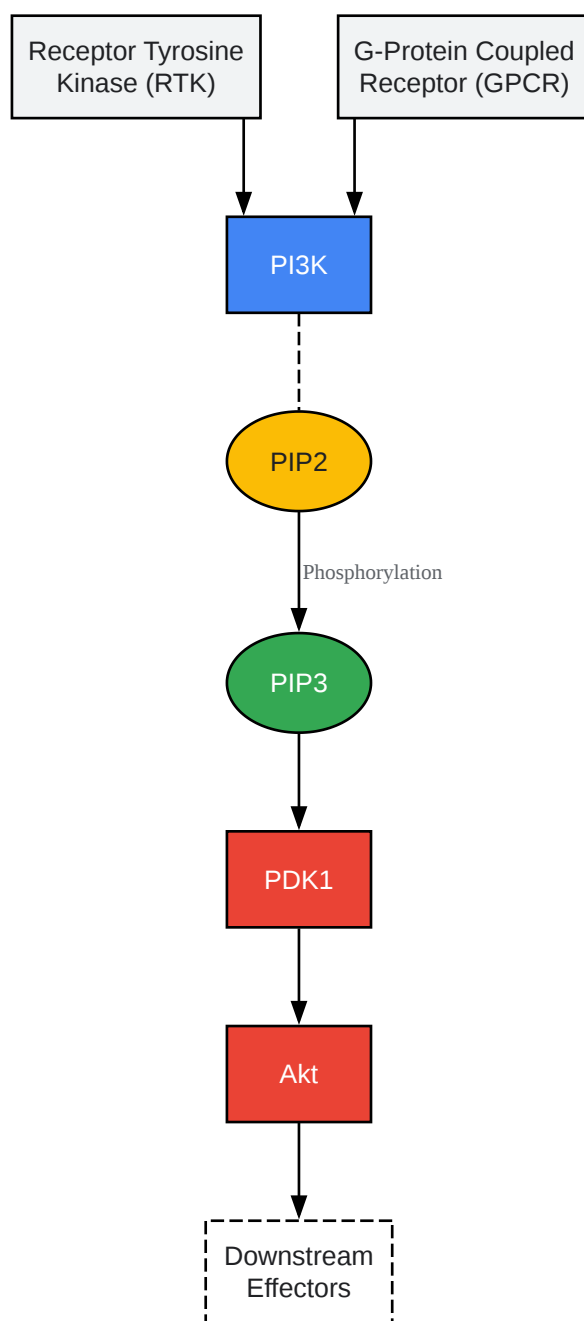 Receptor Tyrosine
Kinase (RTK)
G-Protein Coupled
Receptor (GPCR)
PI3K
PIP2
Phosphorylation
PIP3
PDK1
Akt
Downstream
Effectors